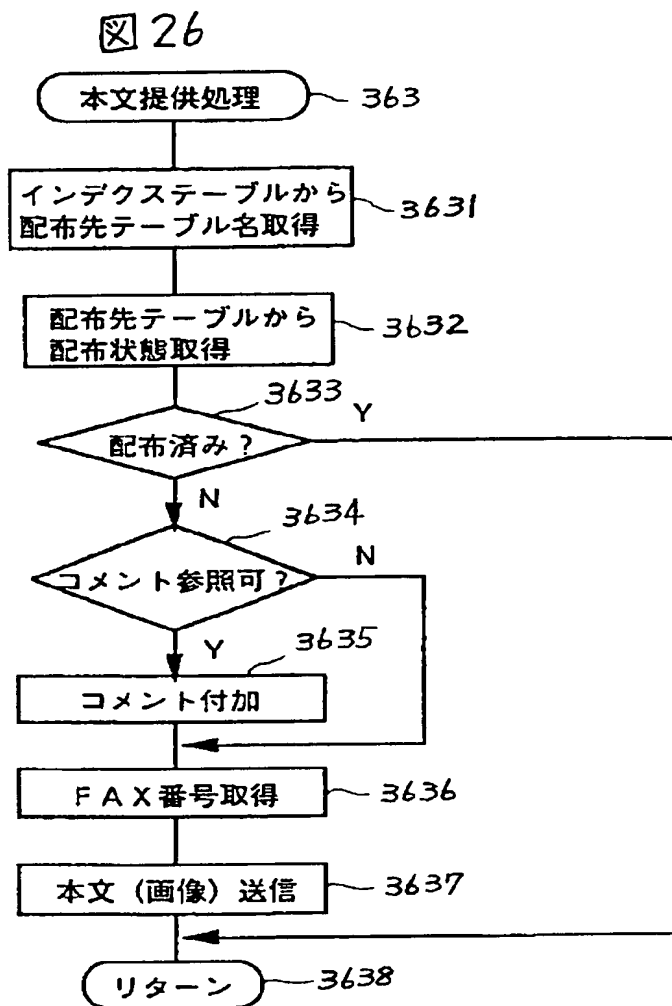 図 26
本文提供処理
363
インデクステーブルから
配布先テーブル名取得
3631
配布先テーブルから
配布状態取得
3632
3633
配布済み?
Y
N
3634
コメント参照可?
N
Y
3635
コメント付加
FAX番号取得
3636
本文(画像)送信
3637
リターン
3638